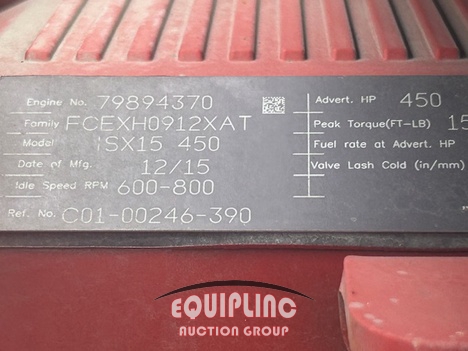 Engine No. 79894370
Family FCEXH0912XAT
Model ISX15 450
Date of Mfg. 12/15
Idle Speed RPM 600-800
Ref. No. C01-00246-390
Advert. HP 450
Peak Torque(FT-LB) 15
Fuel rate at Advert. HP
Valve Lash Cold (in/mm)
EQUIPLINC
AUCTION GROUP